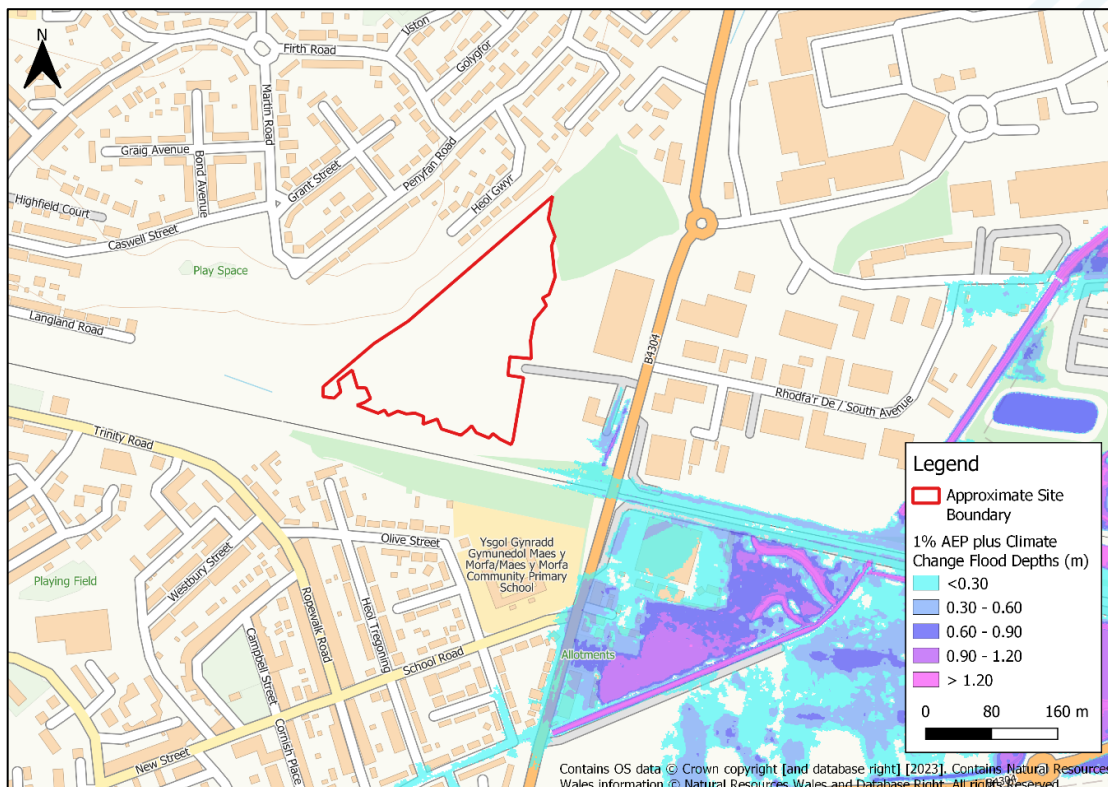 N
Firth Road
Martin Road
Golygfor
Graig Avenue
Bond Avenue
Grant Street
Penyfan Road
Heol Gwyr
Highfield Court
Caswell Street
Play Space
Langland Road
B4304
Rhodfa'r De / South Avenue
Trinity Road
Olive Street
Westbury Street
Playing Field
Ropewalk Road
Heol Tregoning
Ysgol Gynradd
Gymunedol Maes y
Morfa/Maes y Morfa
Community Primary
School
School Road
Allotments
Campbell Street
Cornish Place
New Street
Legend
Approximate Site
Boundary
1% AEP plus Climate
Change Flood Depths (m)
<0.30
0.30 - 0.60
0.60 - 0.90
0.90 - 1.20
> 1.20
0 80 160 m
B4304
Contains OS data © Crown copyright [and database right] [2023]. Contains Natural Resources
Wales information © Natural Resources Wales and Database Right. All rights Reserved